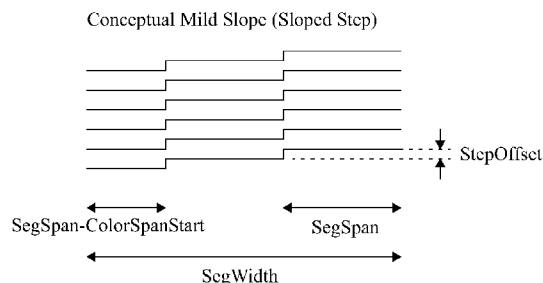 Conceptual Mild Slope (Sloped Step)
StepOffset
SegSpan-ColorSpanStart
SegSpan
SegWidth